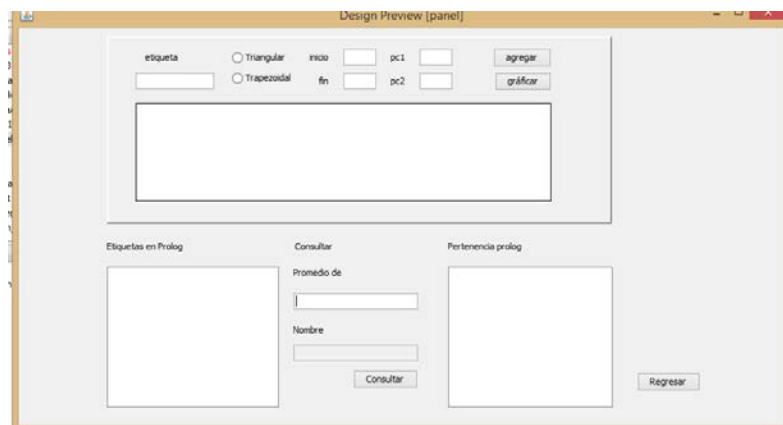 Design Preview [panel]
etiqueta
Triangular
inicio
pc1
agregar
Trapezoidal
fin
pc2
gráficar
Etiquetas en Prolog
Consultar
Pertenencia prolog
Promedio de
Nombre
Consultar
Regresar